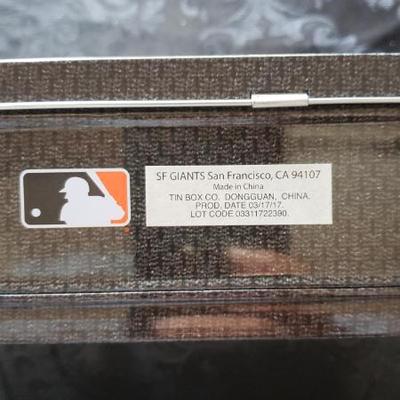 SF GIANTS San Francisco, CA 94107
Made in China
TIN BOX CO. DONGGUAN, CHINA.
PROD. DATE 03/17/17.
LOT CODE 03311722390.